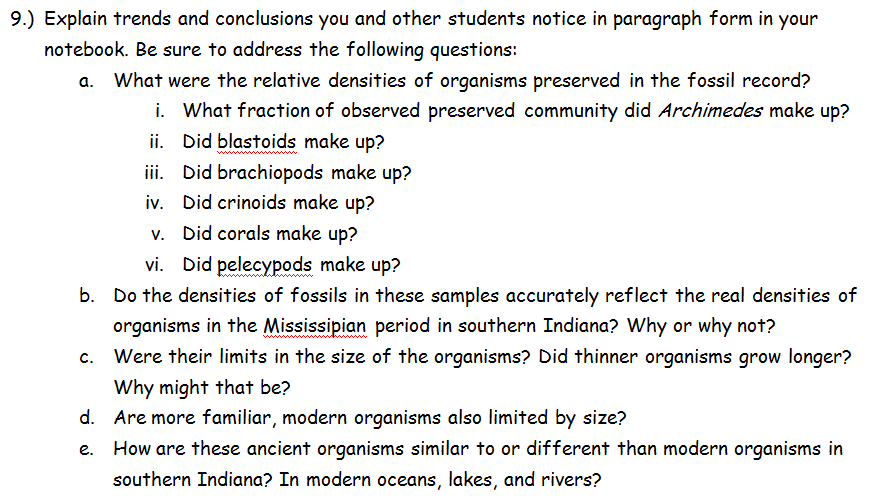 9.) Explain trends and conclusions you and other students notice in paragraph form in your
notebook. Be sure to address the following questions:
a. What were the relative densities of organisms preserved in the fossil record?
i. What fraction of observed preserved community did Archimedes make up?
ii. Did blastoids make up?
iii. Did brachiopods make up?
iv. Did crinoids make up?
v. Did corals make up?
vi. Did pelecypods make up?
b. Do the densities of fossils in these samples accurately reflect the real densities of
organisms in the Mississipian period in southern Indiana? Why or why not?
c. Were their limits in the size of the organisms? Did thinner organisms grow longer?
Why might that be?
d. Are more familiar, modern organisms also limited by size?
e. How are these ancient organisms similar to or different than modern organisms in
southern Indiana? In modern oceans, lakes, and rivers?